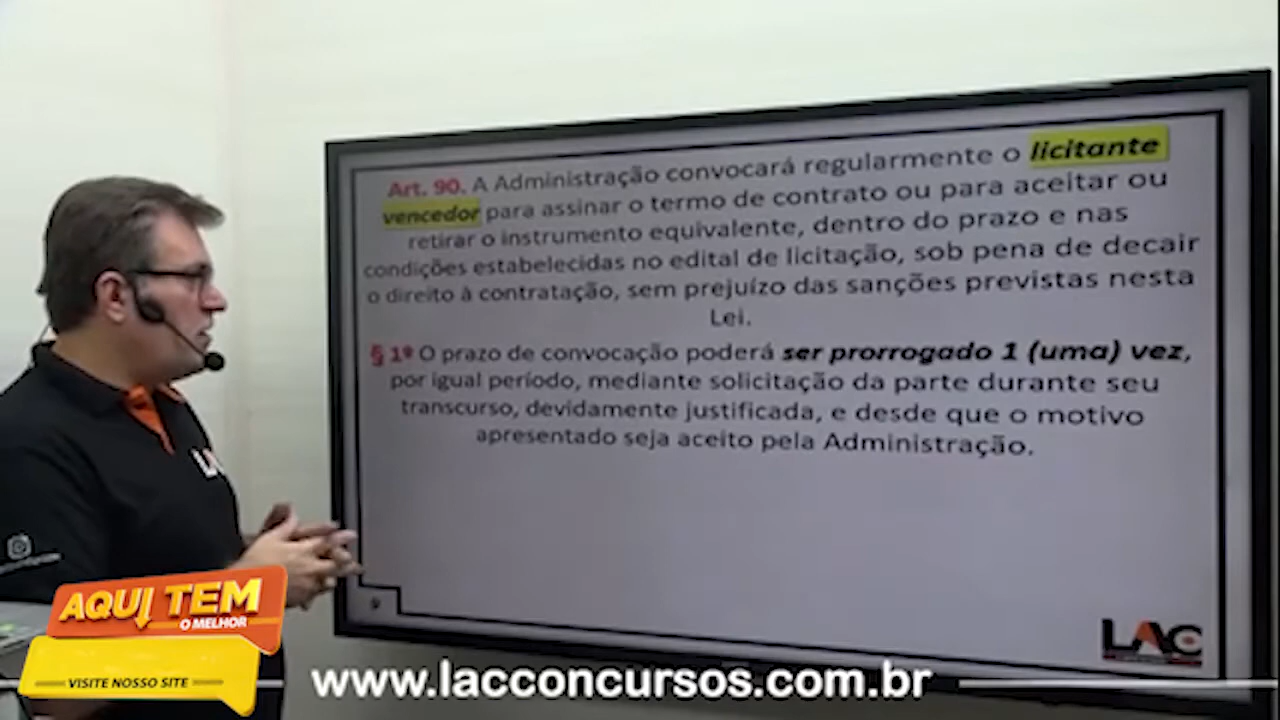 Art. 90. A Administração convocará regularmente o licitante
vencedor para assinar o termo de contrato ou para aceitar ou
retirar o instrumento equivalente, dentro do prazo e nas
condições estabelecidas no edital de licitação, sob pena de decair
o direito à contratação, sem prejuízo das sanções previstas nesta
Lei.
§ 1º O prazo de convocação poderá ser prorrogado 1 (uma) vez,
por igual período, mediante solicitação da parte durante seu
transcurso, devidamente justificada, e desde que o motivo
apresentado seja aceito pela Administração.
9
LAC
LAC
AQUI TEM
O MELHOR
VISITE NOSSO SITE
www.lacconcursos.com.br